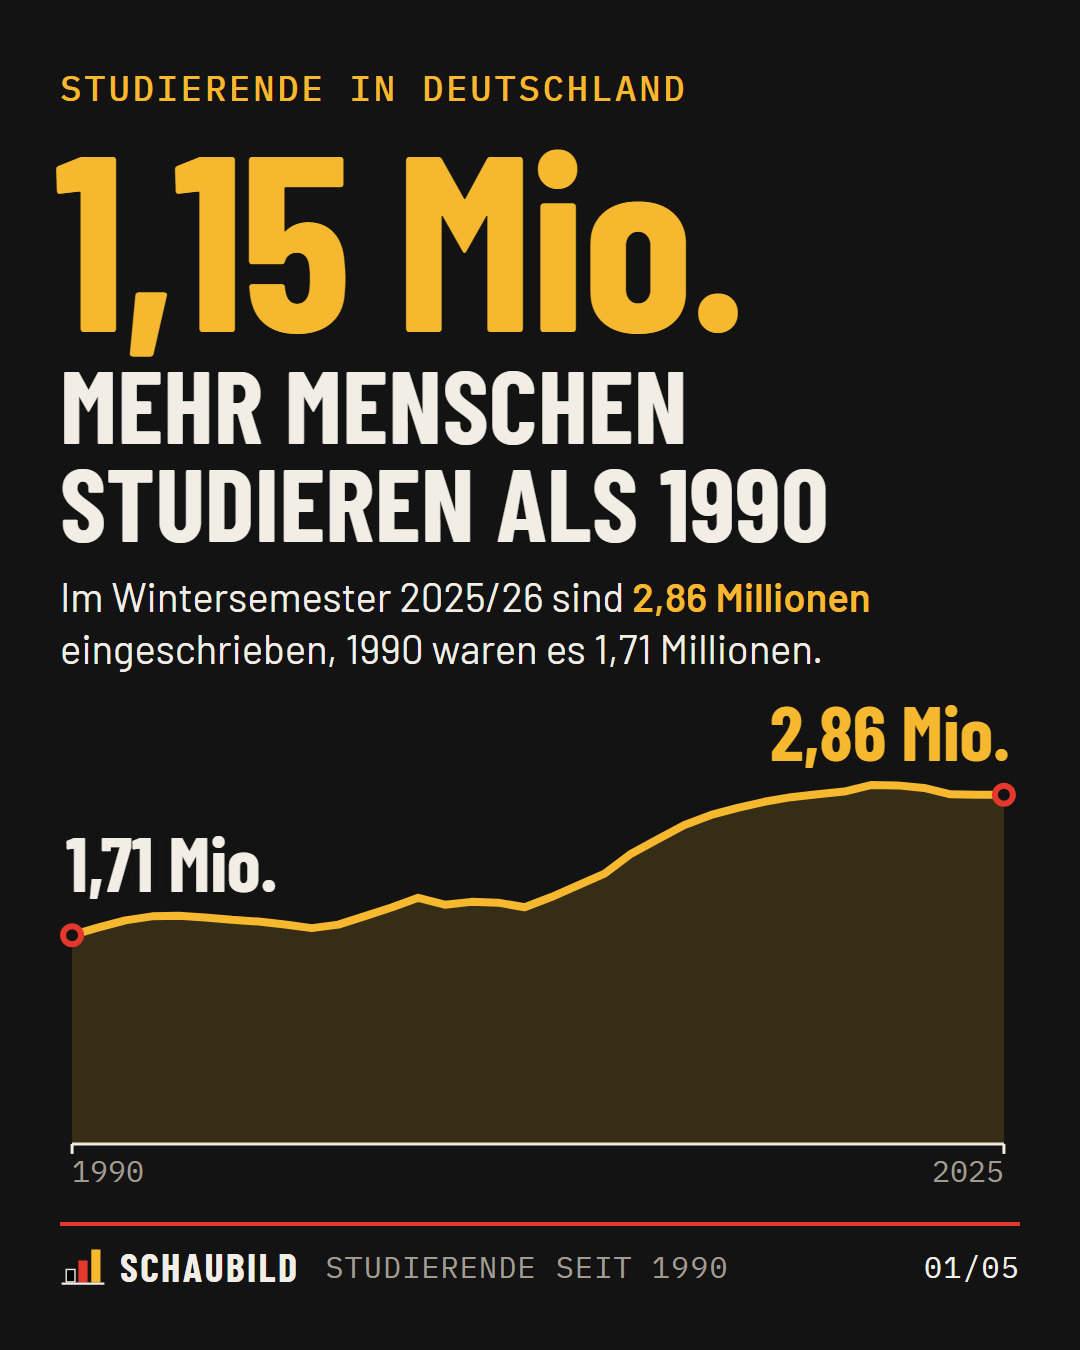 STUDIERENDE IN DEUTSCHLAND
1,15 Mio.
MEHR MENSCHEN
STUDIEREN ALS 1990
Im Wintersemester 2025/26 sind 2,86 Millionen
eingeschrieben, 1990 waren es 1,71 Millionen.
2,86 Mio.
1,71 Mio.
1990 2025
SCHAUBILD STUDIERENDE SEIT 1990 01/05